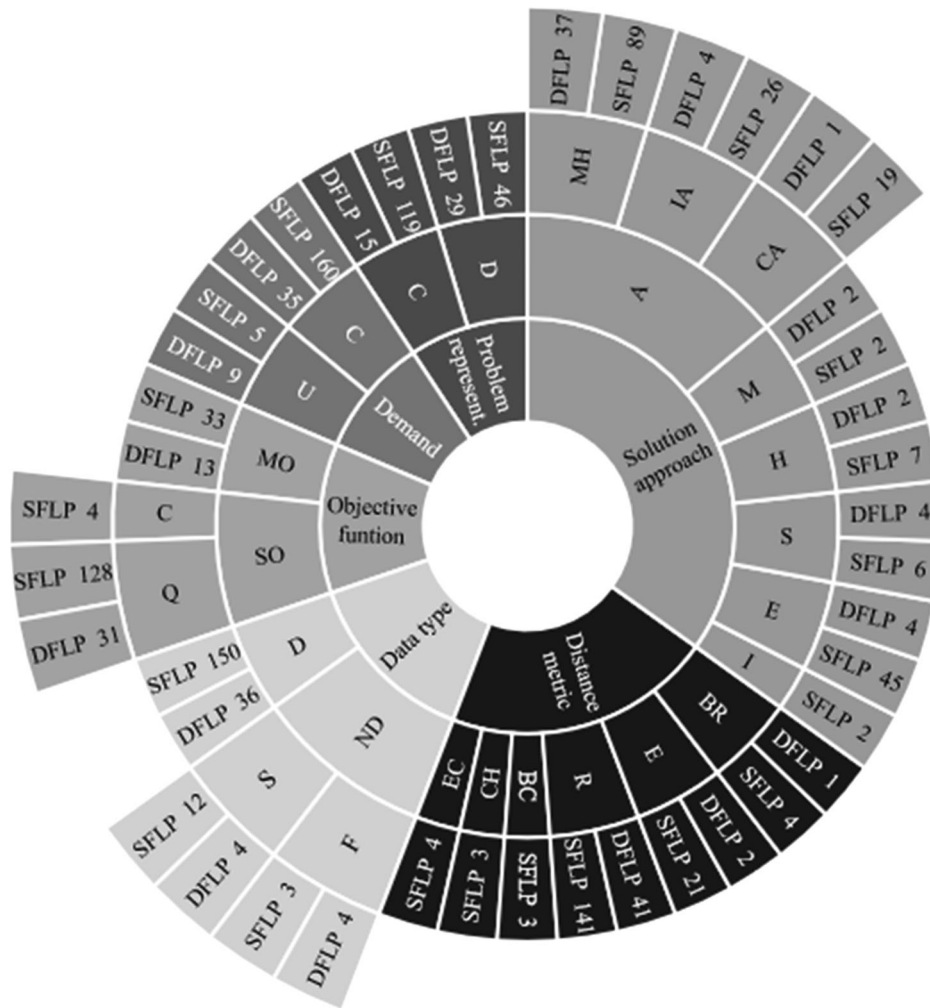 Solution
approach
A
MH
DFLP 37
SFLP 89
IA
DFLP 4
SFLP 26
CA
DFLP 1
SFLP 19
M
DFLP 2
SFLP 2
H
DFLP 2
SFLP 7
S
DFLP 4
SFLP 6
E
DFLP 4
SFLP 45
I
SFLP 2
Distance
metric
BR
DFLP 1
SFLP 4
E
DFLP 2
SFLP 21
R
DFLP 41
SFLP 141
BC
SFLP 3
CH
SFLP 3
EC
SFLP 4
Data type
ND
F
DFLP 4
SFLP 3
S
DFLP 4
SFLP 12
D
DFLP 36
SFLP 150
Objective
funtion
SO
Q
DFLP 31
SFLP 128
C
SFLP 4
MO
DFLP 13
SFLP 33
Demand
U
DFLP 9
SFLP 5
C
DFLP 35
SFLP 160
Problem
represent.
C
DFLP 15
SFLP 119
D
DFLP 29
SFLP 46